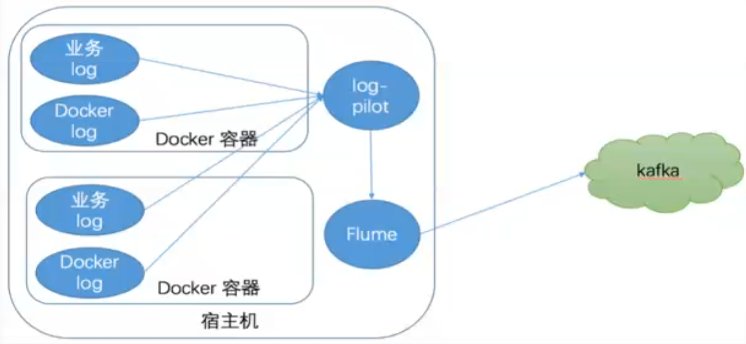 业务
log
Docker
log
Docker 容器
log-
pilot
业务
log
Docker
log
Docker 容器
Flume
宿主机
kafka